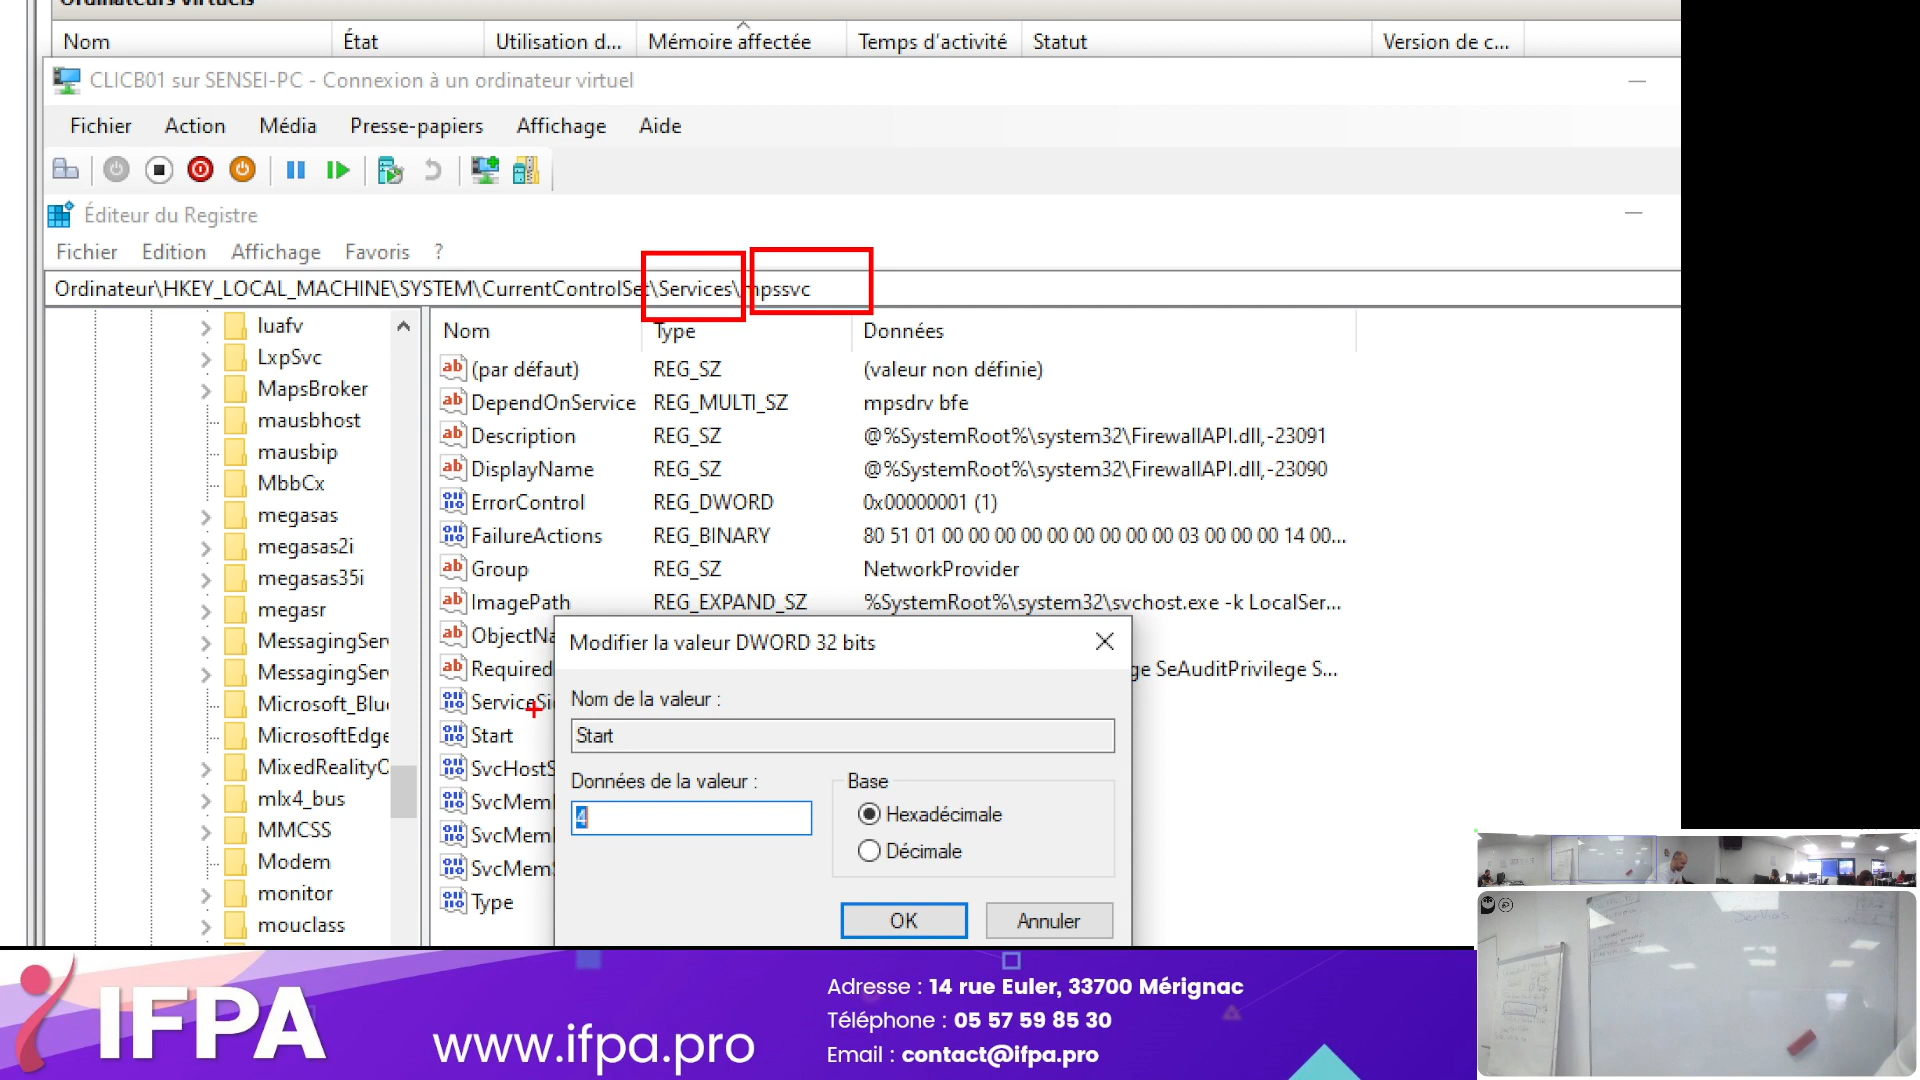 Ordinateurs virtuels
Nom État Utilisation d... Mémoire affectée Temps d'activité Statut Version de c...
CLICB01 sur SENSEI-PC - Connexion à un ordinateur virtuel
Fichier Action Média Presse-papiers Affichage Aide
Éditeur du Registre
Fichier Edition Affichage Favoris ?
Ordinateur\HKEY_LOCAL_MACHINE\SYSTEM\CurrentControlSet\Services\mpssvc
luafv
LxpSvc
MapsBroker
mausbhost
mausbip
MbbCx
megasas
megasas2i
megasas35i
megasr
MessagingSer
MessagingSer
Microsoft_Blu
MicrosoftEdge
MixedRealityO
mlx4_bus
MMCSS
Modem
monitor
mouclass
Nom Type Données
(par défaut) REG_SZ (valeur non définie)
DependOnService REG_MULTI_SZ mpsdrv bfe
Description REG_SZ @%SystemRoot%\system32\FirewallAPI.dll,-23091
DisplayName REG_SZ @%SystemRoot%\system32\FirewallAPI.dll,-23090
ErrorControl REG_DWORD 0x00000001 (1)
FailureActions REG_BINARY 80 51 01 00 00 00 00 00 00 00 00 00 03 00 00 00 14 00...
Group REG_SZ NetworkProvider
ImagePath REG_EXPAND_SZ %SystemRoot%\system32\svchost.exe -k LocalSer...
ObjectNa
Required ge SeAuditPrivilege S...
ServiceSi
Start
SvcHostS
SvcMem
SvcMem
SvcMem
Type
Modifier la valeur DWORD 32 bits
Nom de la valeur :
Start
Données de la valeur :
4
Base
Hexadécimale
Décimale
OK Annuler
IFPA
www.ifpa.pro
Adresse : 14 rue Euler, 33700 Mérignac
Téléphone : 05 57 59 85 30
Email : contact@ifpa.pro